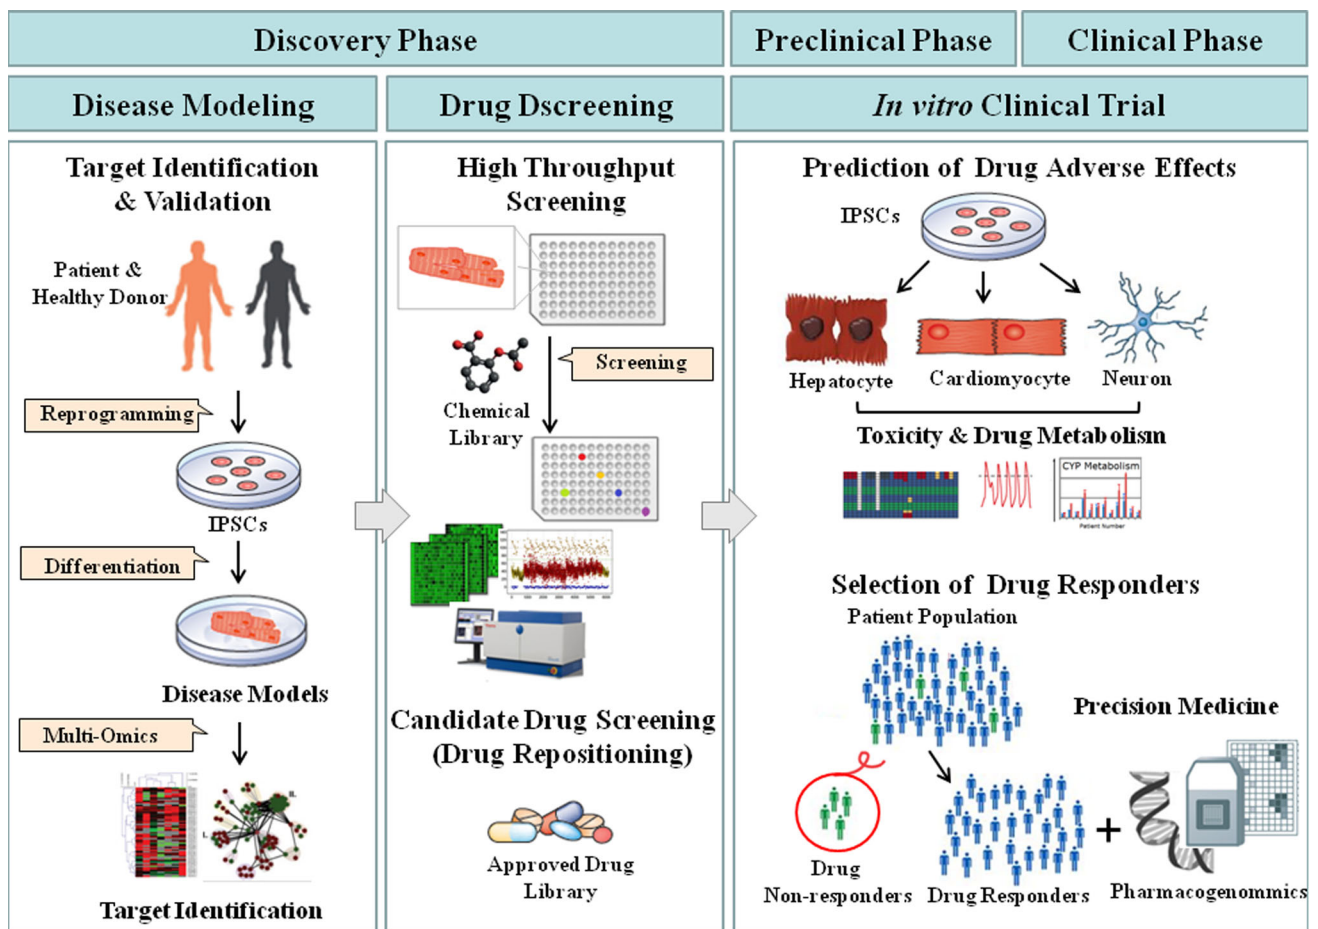 Discovery Phase
Preclinical Phase
Clinical Phase
Disease Modeling
Drug Dscreening
In vitro Clinical Trial
Target Identification
& Validation
Patient &
Healthy Donor
Reprogramming
IPSCs
Differentiation
Disease Models
Multi-Omics
Target Identification
High Throughput
Screening
Screening
Chemical
Library
Candidate Drug Screening
(Drug Repositioning)
Approved Drug
Library
Prediction of Drug Adverse Effects
IPSCs
Hepatocyte
Cardiomyocyte
Neuron
Toxicity & Drug Metabolism
CYP Metabolism
Patient Number
Selection of Drug Responders
Patient Population
Precision Medicine
Drug
Non-responders
Drug Responders
+
Pharmacogenommics